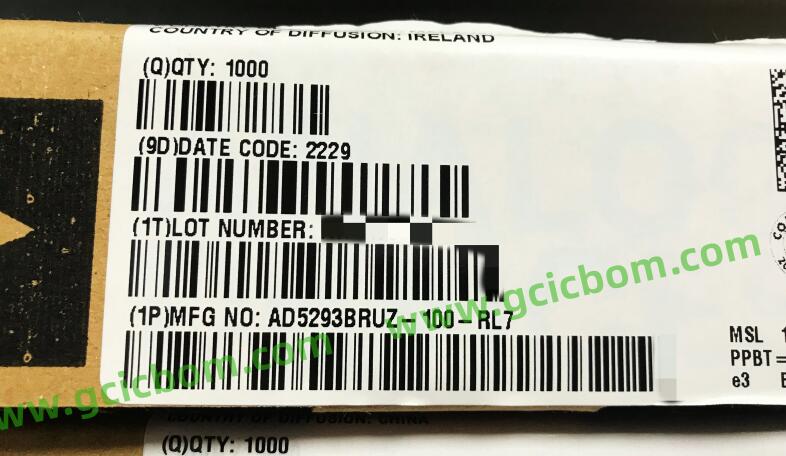 COUNTRY OF DIFFUSION: IRELAND
(Q)QTY: 1000
(9D)DATE CODE: 2229
(1T)LOT NUMBER:
(1P)MFG NO: AD5293BRUZ-100-RL7
www.gcicbom.com
www.gcicbom.com
MSL 1
PPBT=
e3
COUNTRY OF DIFFUSION: CHINA
(Q)QTY: 1000